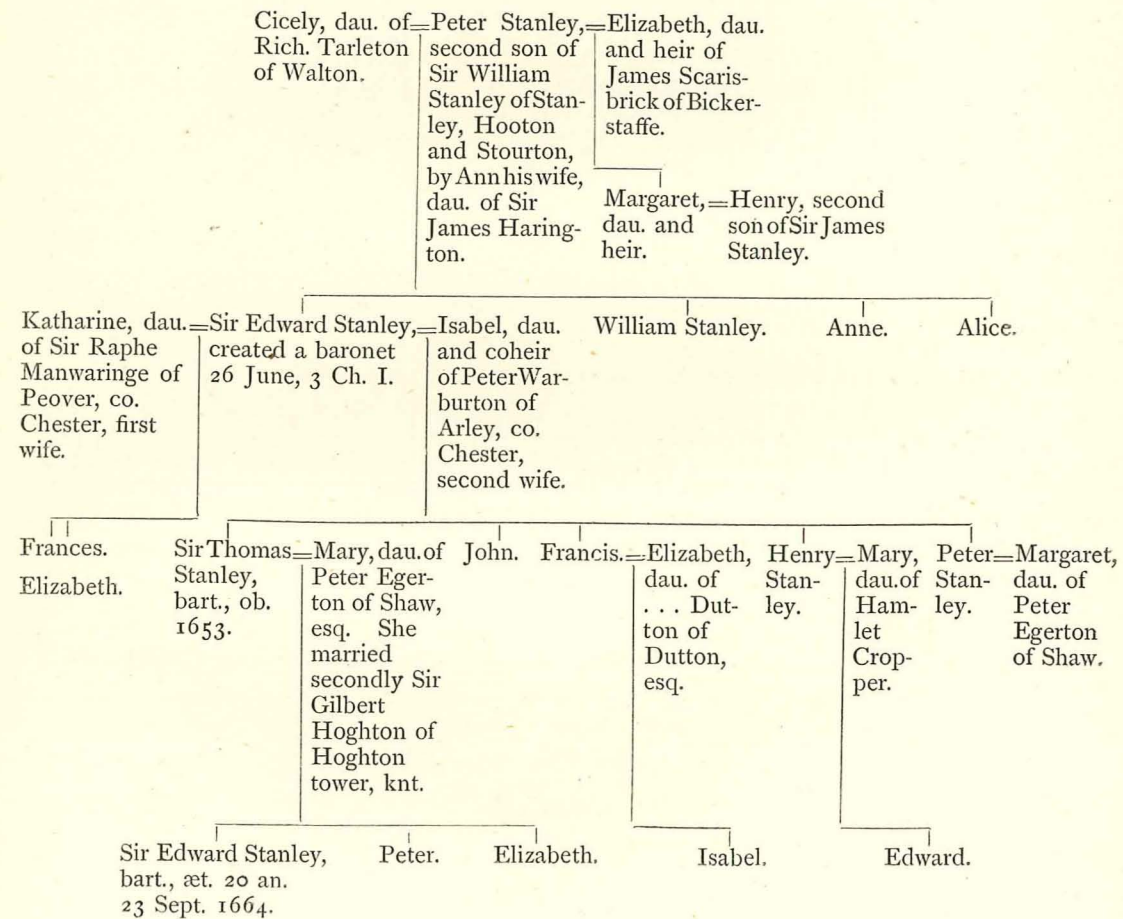 Cicely, dau. of=Peter Stanley,=Elizabeth, dau.
Rich. Tarleton second son of and heir of
of Walton. Sir William James Scaris-
Stanley of Stan- brick of Bicker-
ley, Hooton staffe.
and Stourton,
by Ann his wife,
dau. of Sir
James Haring-
ton.
Margaret,=Henry, second
dau. and son of Sir James
heir. Stanley.
Katharine, dau.=Sir Edward Stanley,=Isabel, dau. William Stanley. Anne. Alice.
of Sir Raphe created a baronet and coheir
Manwaringe of 26 June, 3 Ch. I. of Peter War-
Peover, co. burton of
Chester, first Arley, co.
wife. Chester,
second wife.
Frances.
Elizabeth.
Sir Thomas=Mary, dau. of John. Francis.=Elizabeth, Henry=Mary, Peter=Margaret,
Stanley, Peter Eger- dau. of Stan- dau. of Stan- dau. of
bart., ob. ton of Shaw, . . . Dut- ley. Ham- ley. Peter
1653. esq. She ton of let Egerton
married Dutton, Crop- of Shaw.
secondly Sir esq. per.
Gilbert
Hoghton of
Hoghton
tower, knt.
Sir Edward Stanley, Peter. Elizabeth. Isabel. Edward.
bart., æt. 20 an.
23 Sept. 1664.